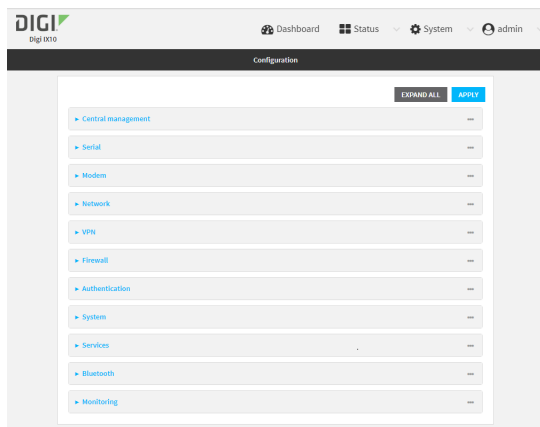 DIGI
Digi IX10
Dashboard Status System admin
Configuration
EXPAND ALL APPLY
Central management
Serial
Modem
Network
VPN
Firewall
Authentication
System
Services
Bluetooth
Monitoring